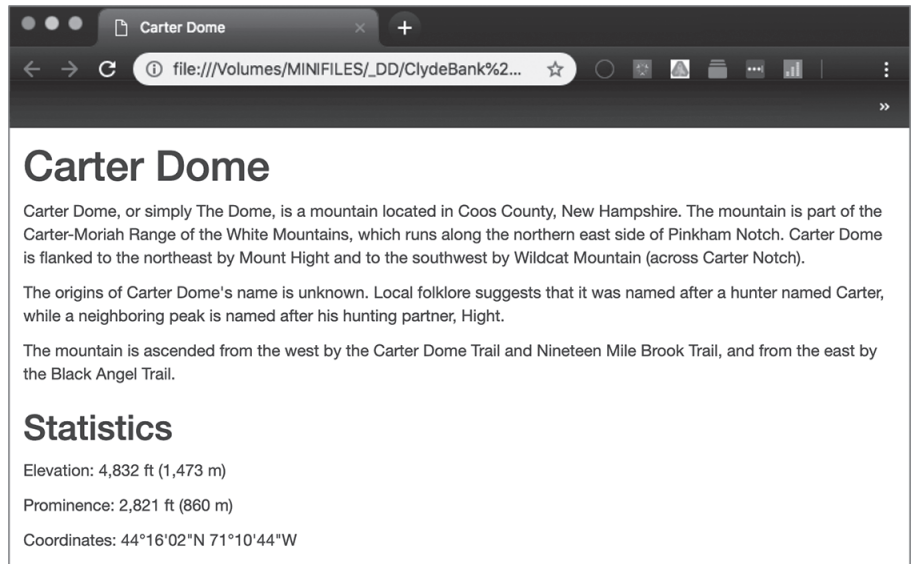 Carter Dome
file:///Volumes/MINIFILES/_DD/ClydeBank%2...
Carter Dome
Carter Dome, or simply The Dome, is a mountain located in Coos County, New Hampshire. The mountain is part of the
Carter-Moriah Range of the White Mountains, which runs along the northern east side of Pinkham Notch. Carter Dome
is flanked to the northeast by Mount Hight and to the southwest by Wildcat Mountain (across Carter Notch).
The origins of Carter Dome's name is unknown. Local folklore suggests that it was named after a hunter named Carter,
while a neighboring peak is named after his hunting partner, Hight.
The mountain is ascended from the west by the Carter Dome Trail and Nineteen Mile Brook Trail, and from the east by
the Black Angel Trail.
Statistics
Elevation: 4,832 ft (1,473 m)
Prominence: 2,821 ft (860 m)
Coordinates: 44°16'02"N 71°10'44"W